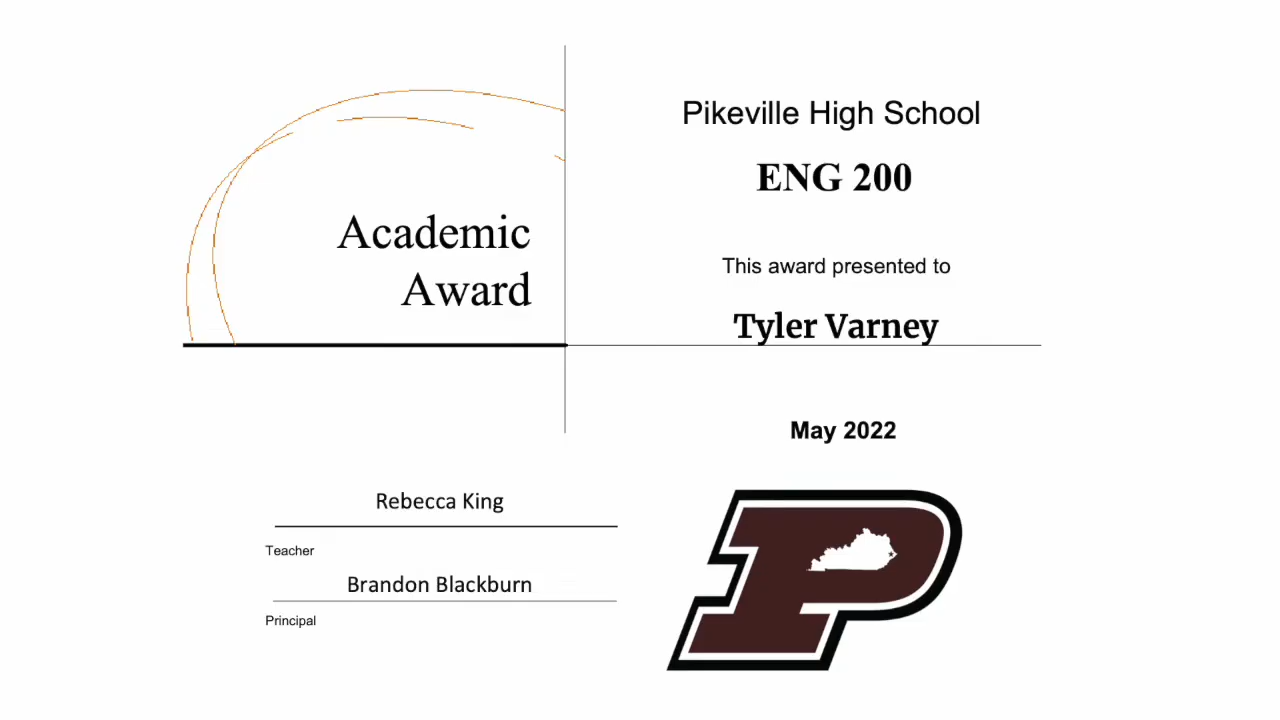 Academic
Award
Pikeville High School
ENG 200
This award presented to
Tyler Varney
May 2022
Rebecca King
Teacher
Brandon Blackburn
Principal
P